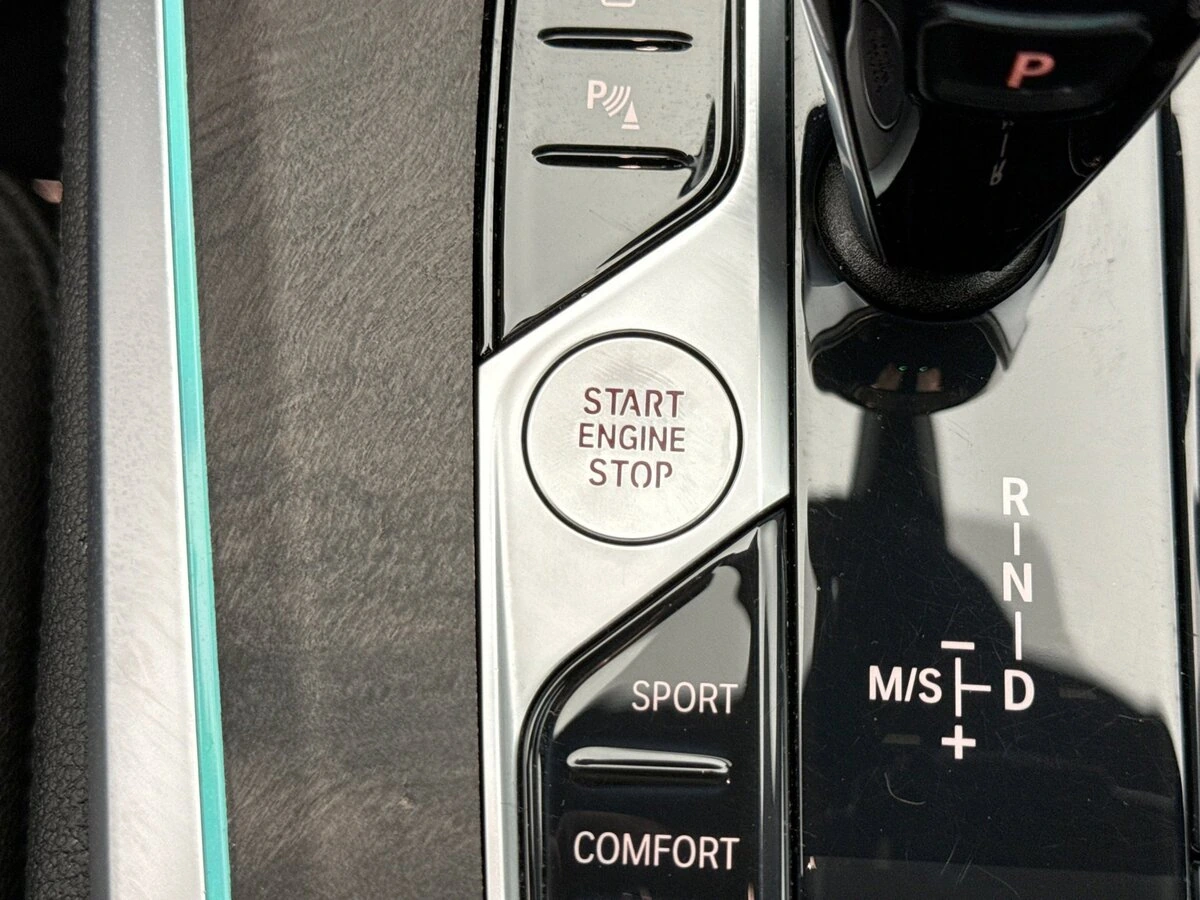 P
P
START
ENGINE
STOP
R
N
M/S
D
+
SPORT
COMFORT